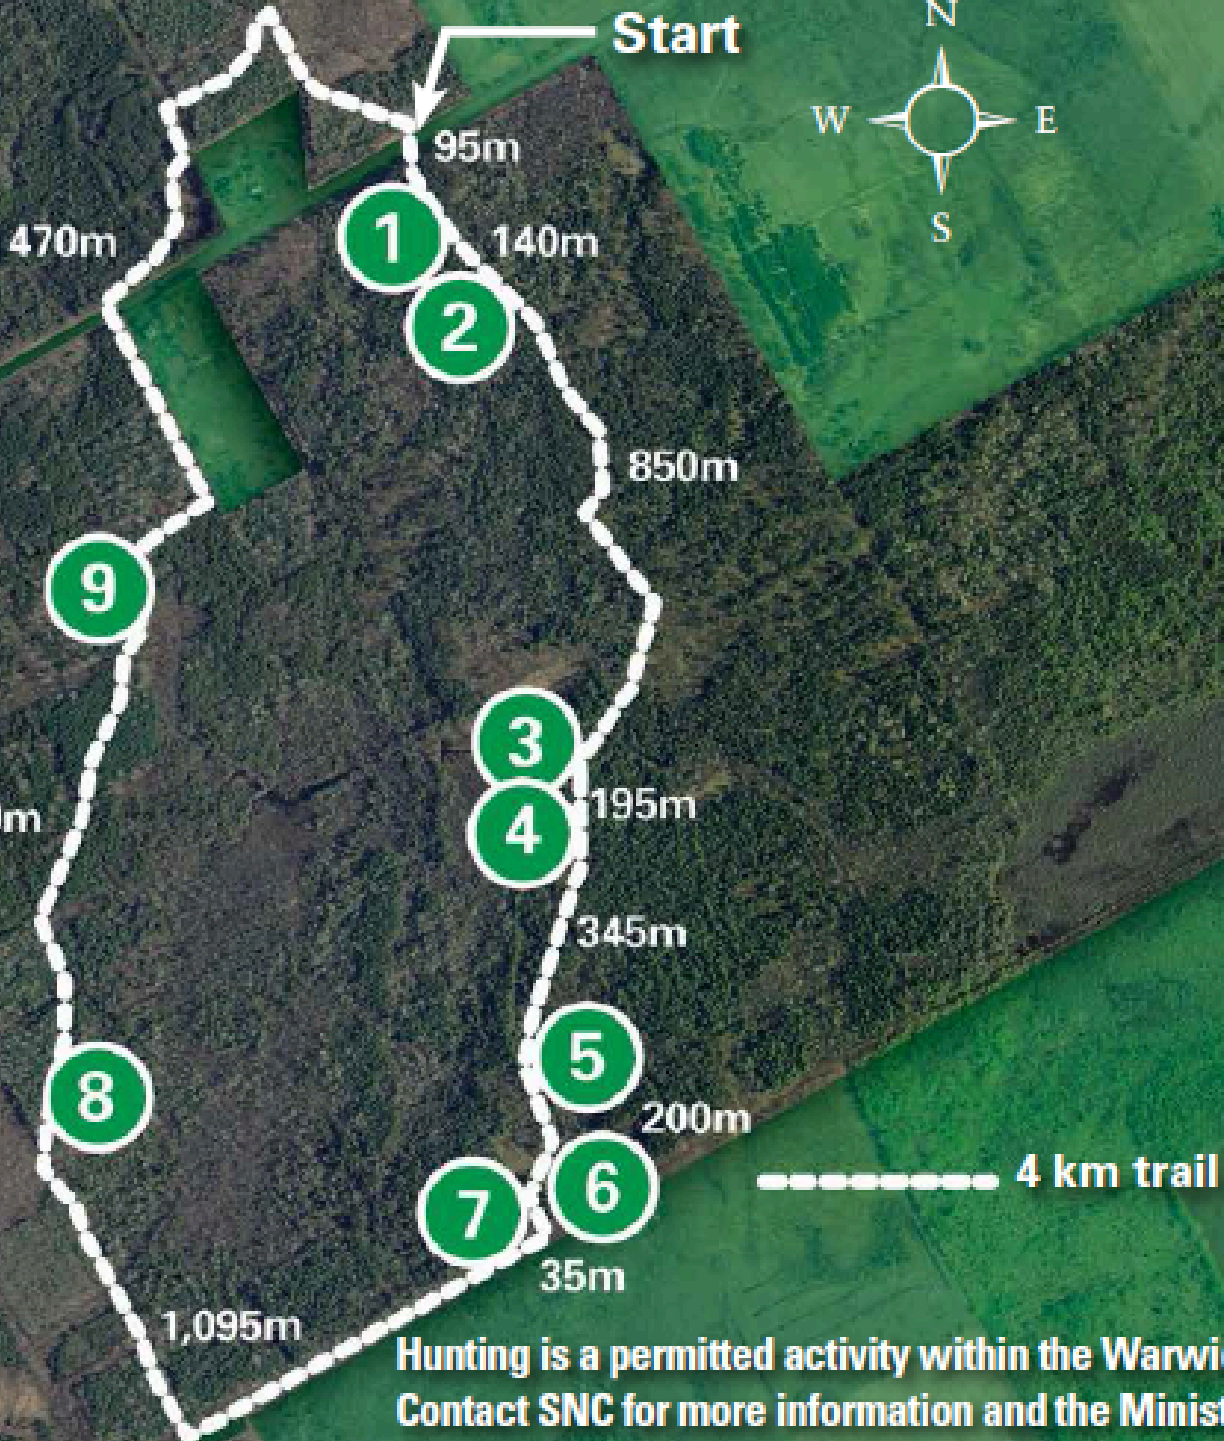 N
Start
W E
95m
S
1
470m
140m
2
850m
9
3
195m
4
m
345m
5
8
200m
4 km trail
6
7
35m
1,095m
Hunting is a permitted activity within the
Contact SNC for more information and the